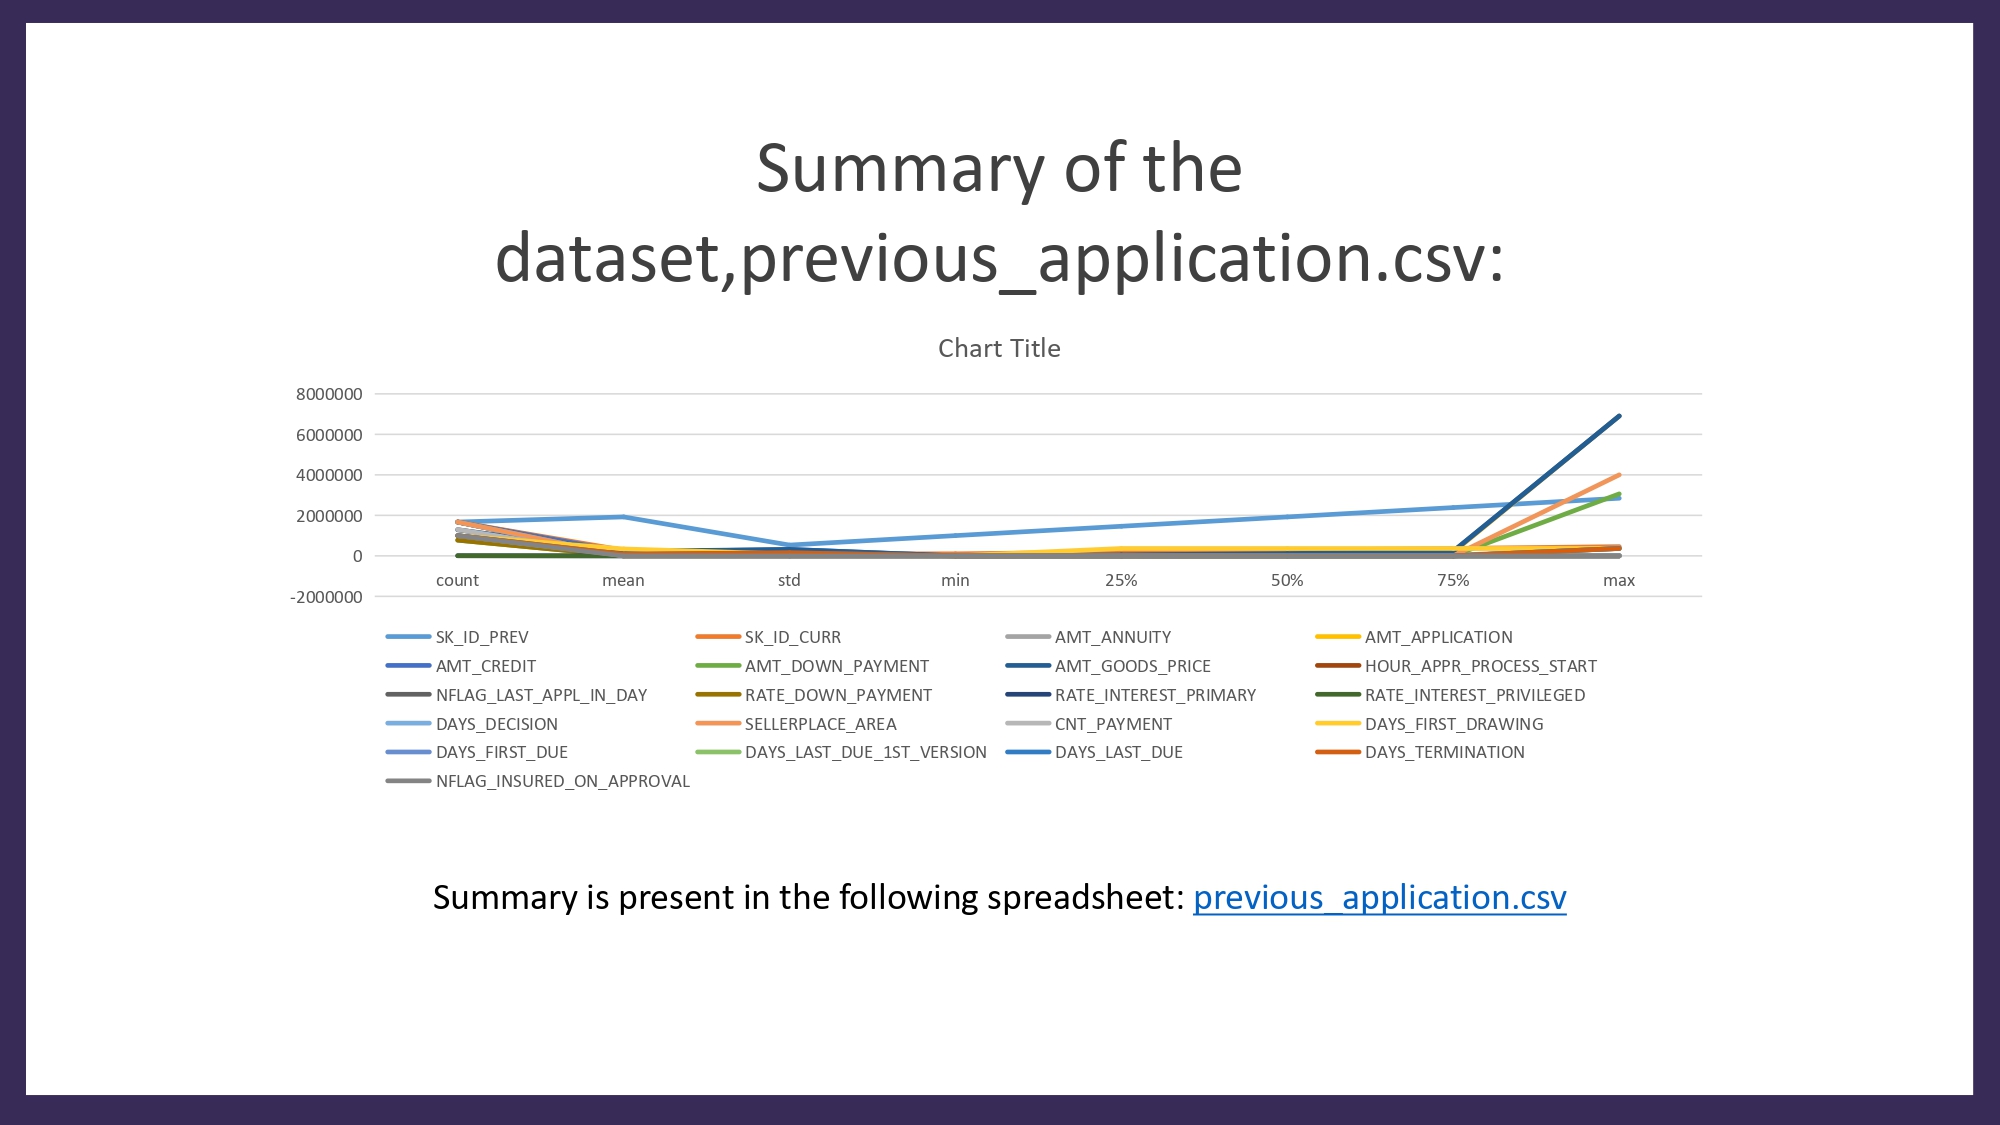 Summary of the
dataset,previous_application.csv:
Chart Title
8000000
6000000
4000000
2000000
0
-2000000
count mean std min 25% 50% 75% max
SK_ID_PREV SK_ID_CURR AMT_ANNUITY AMT_APPLICATION
AMT_CREDIT AMT_DOWN_PAYMENT AMT_GOODS_PRICE HOUR_APPR_PROCESS_START
NFLAG_LAST_APPL_IN_DAY RATE_DOWN_PAYMENT RATE_INTEREST_PRIMARY RATE_INTEREST_PRIVILEGED
DAYS_DECISION SELLERPLACE_AREA CNT_PAYMENT DAYS_FIRST_DRAWING
DAYS_FIRST_DUE DAYS_LAST_DUE_1ST_VERSION DAYS_LAST_DUE DAYS_TERMINATION
NFLAG_INSURED_ON_APPROVAL
Summary is present in the following spreadsheet: previous_application.csv